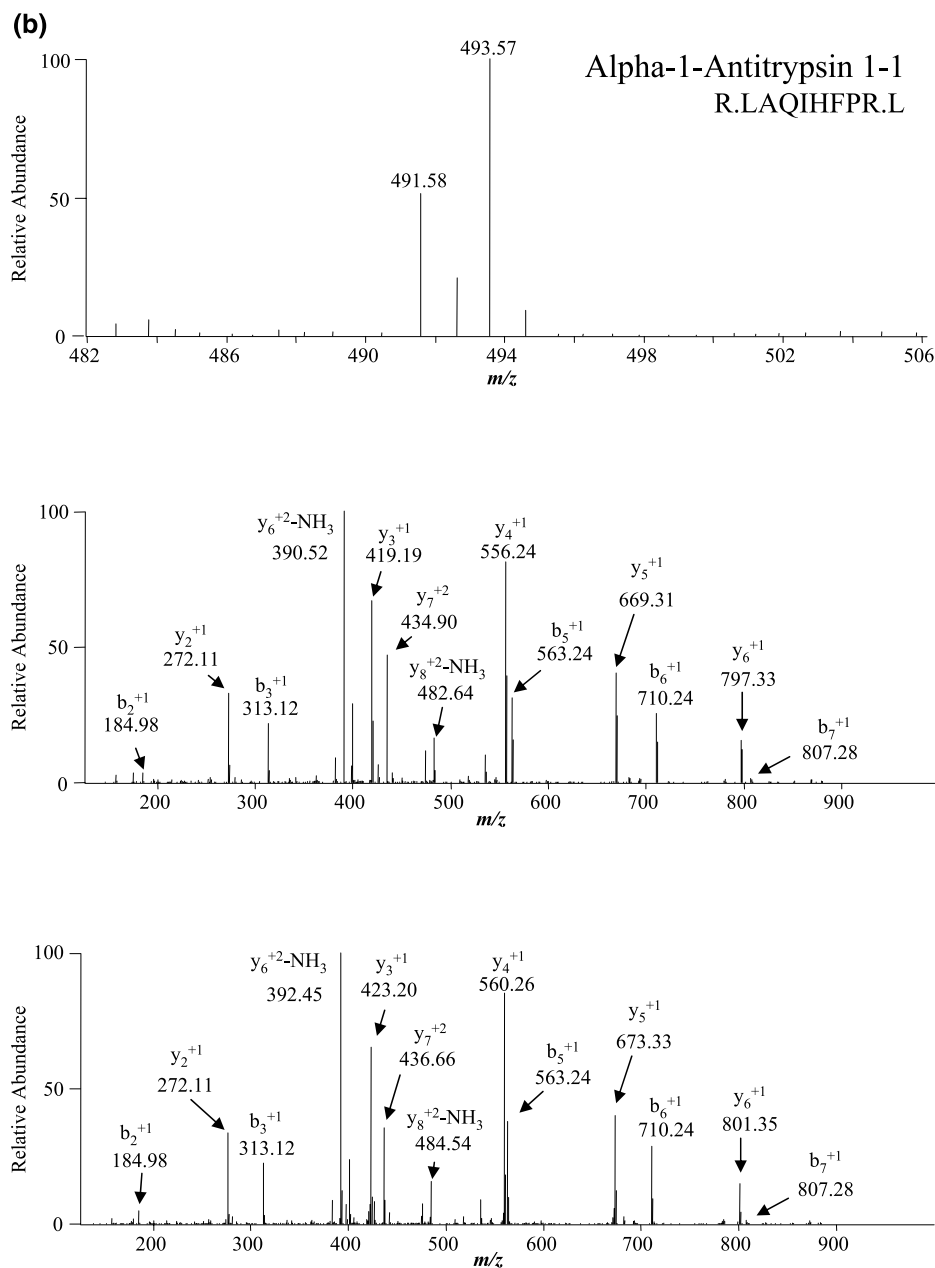 (b)
Alpha-1-Antitrypsin 1-1
R.LAQIHFPR.L
Relative Abundance
100
50
0
493.57
491.58
482 486 490 494 498 502 506
m/z
Relative Abundance
100
50
0
y₆⁺²-NH₃
390.52
y₃⁺¹
419.19
y₇⁺²
434.90
y₈⁺²-NH₃
482.64
y₄⁺¹
556.24
b₅⁺¹
563.24
y₅⁺¹
669.31
b₆⁺¹
710.24
y₆⁺¹
797.33
b₇⁺¹
807.28
y₂⁺¹
272.11
b₃⁺¹
313.12
b₂⁺¹
184.98
200 300 400 500 600 700 800 900
m/z
Relative Abundance
100
50
0
y₆⁺²-NH₃
392.45
y₃⁺¹
423.20
y₇⁺²
436.66
y₈⁺²-NH₃
484.54
y₄⁺¹
560.26
b₅⁺¹
563.24
y₅⁺¹
673.33
b₆⁺¹
710.24
y₆⁺¹
801.35
b₇⁺¹
807.28
y₂⁺¹
272.11
b₃⁺¹
313.12
b₂⁺¹
184.98
200 300 400 500 600 700 800 900
m/z